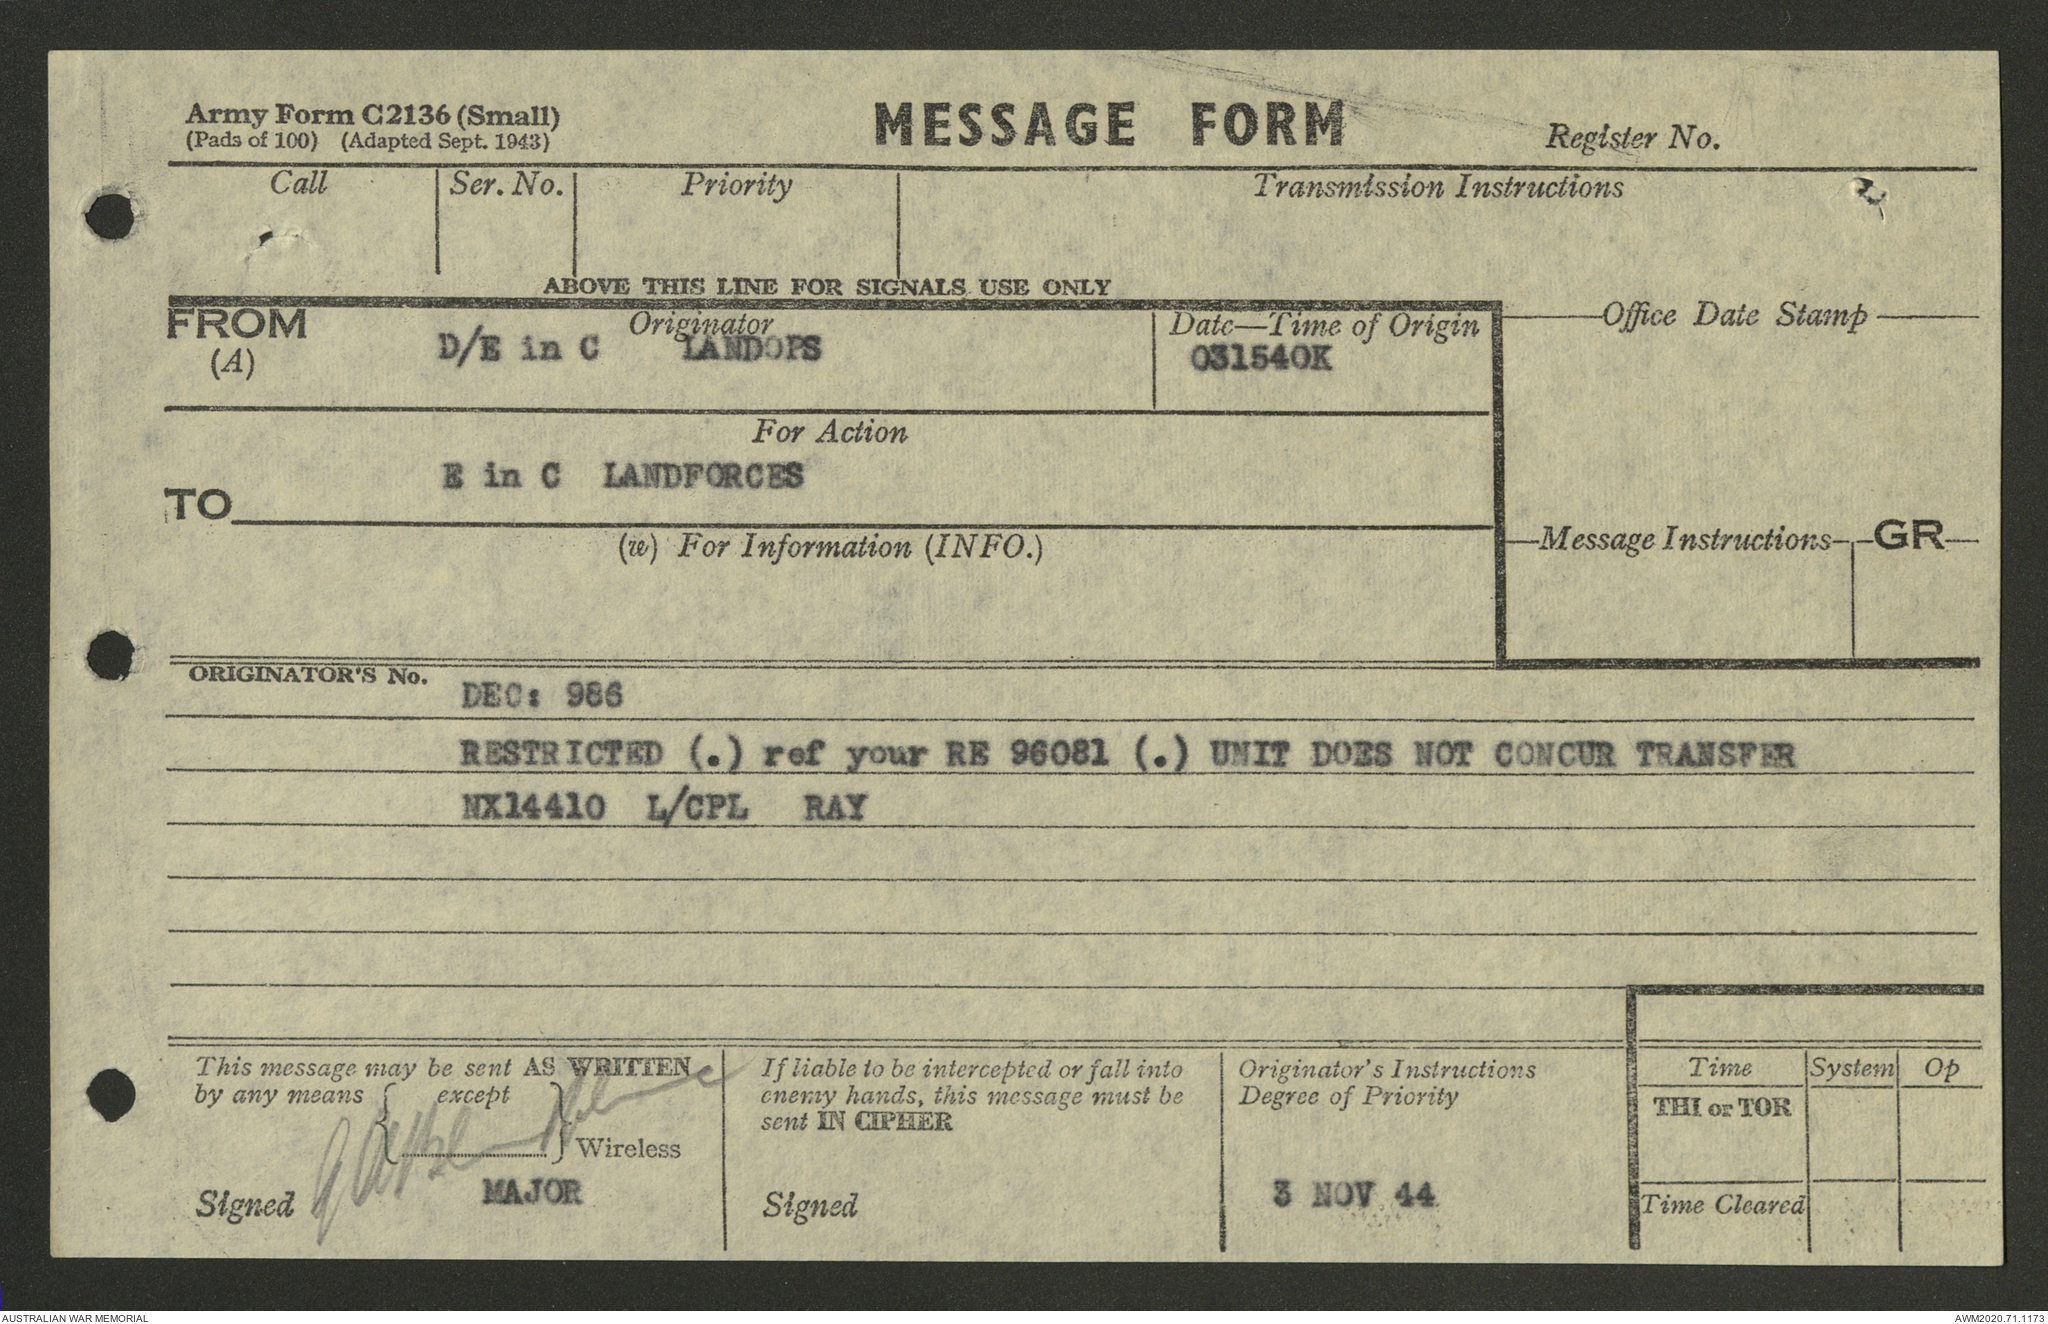 Army Form C2136 (Small)
(Pads of 100) (Adapted Sept. 1943)
MESSAGE FORM
Register No.
Call
Ser. No.
Priority
Transmission Instructions
ABOVE THIS LINE FOR SIGNALS USE ONLY
FROM
(A)
Originator
D/E in C LANDOPS
Date—Time of Origin
031540K
Office Date Stamp
For Action
TO
E in C LANDFORCES
(w) For Information (INFO.)
Message Instructions
GR
ORIGINATOR'S No.
DEC: 986
RESTRICTED (.) ref your RE 96081 (.) UNIT DOES NOT CONCUR TRANSFER
NX14410 L/CPL RAY
This message may be sent AS WRITTEN
by any means { except
} Wireless
Signed
MAJOR
If liable to be intercepted or fall into
enemy hands, this message must be
sent IN CIPHER
Signed
Originator's Instructions
Degree of Priority
3 NOV 44
Time
System
Op
THI or TOR
Time Cleared
AUSTRALIAN WAR MEMORIAL
AWM2020.71.1173